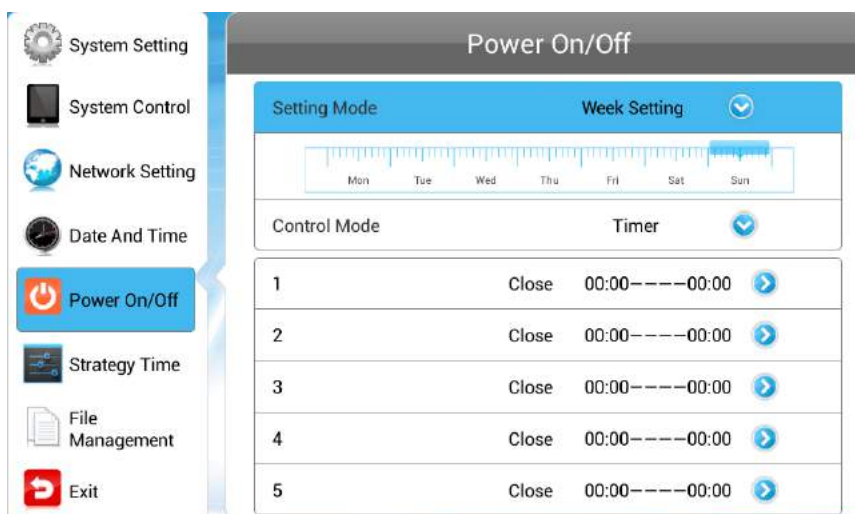 System Setting
System Control
Network Setting
Date And Time
Power On/Off
Strategy Time
File
Management
Exit
Power On/Off
Setting Mode Week Setting
Mon Tue Wed Thu Fri Sat Sun
Control Mode Timer
1 Close 00:00-----00:00
2 Close 00:00-----00:00
3 Close 00:00-----00:00
4 Close 00:00-----00:00
5 Close 00:00-----00:00